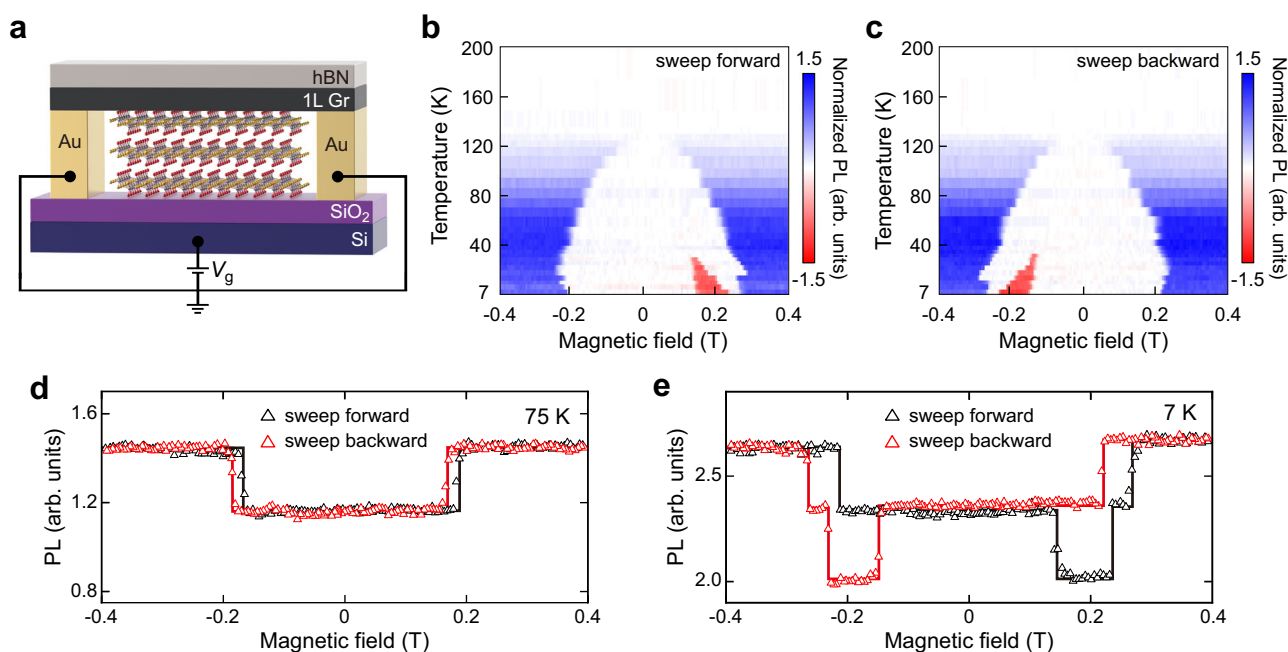 a
hBN
1L Gr
Au
Au
SiO₂
Si
Vg
b
sweep forward
200
160
120
80
40
7
Temperature (K)
-0.4
-0.2
0
0.2
0.4
Magnetic field (T)
1.5
-1.5
Normalized PL (arb. units)
c
sweep backward
200
160
120
80
40
7
Temperature (K)
-0.4
-0.2
0
0.2
0.4
Magnetic field (T)
1.5
-1.5
Normalized PL (arb. units)
d
sweep forward
sweep backward
75 K
1.6
1.2
0.8
PL (arb. units)
-0.4
-0.2
0
0.2
0.4
Magnetic field (T)
e
sweep forward
sweep backward
7 K
2.5
2.0
PL (arb. units)
-0.4
-0.2
0
0.2
0.4
Magnetic field (T)